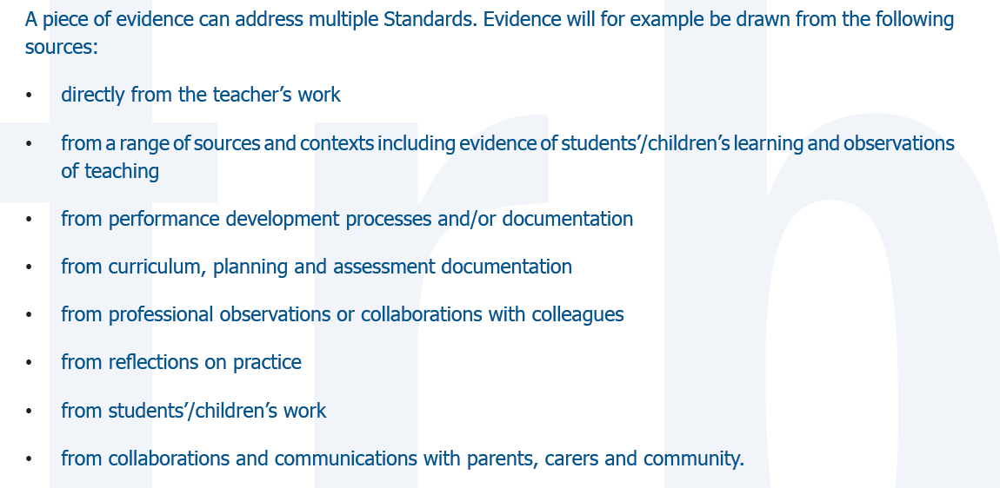 A piece of evidence can address multiple Standards. Evidence will for example be drawn from the following
sources:
• directly from the teacher’s work
• from a range of sources and contexts including evidence of students’/children’s learning and observations
of teaching
• from performance development processes and/or documentation
• from curriculum, planning and assessment documentation
• from professional observations or collaborations with colleagues
• from reflections on practice
• from students’/children’s work
• from collaborations and communications with parents, carers and community.
trh